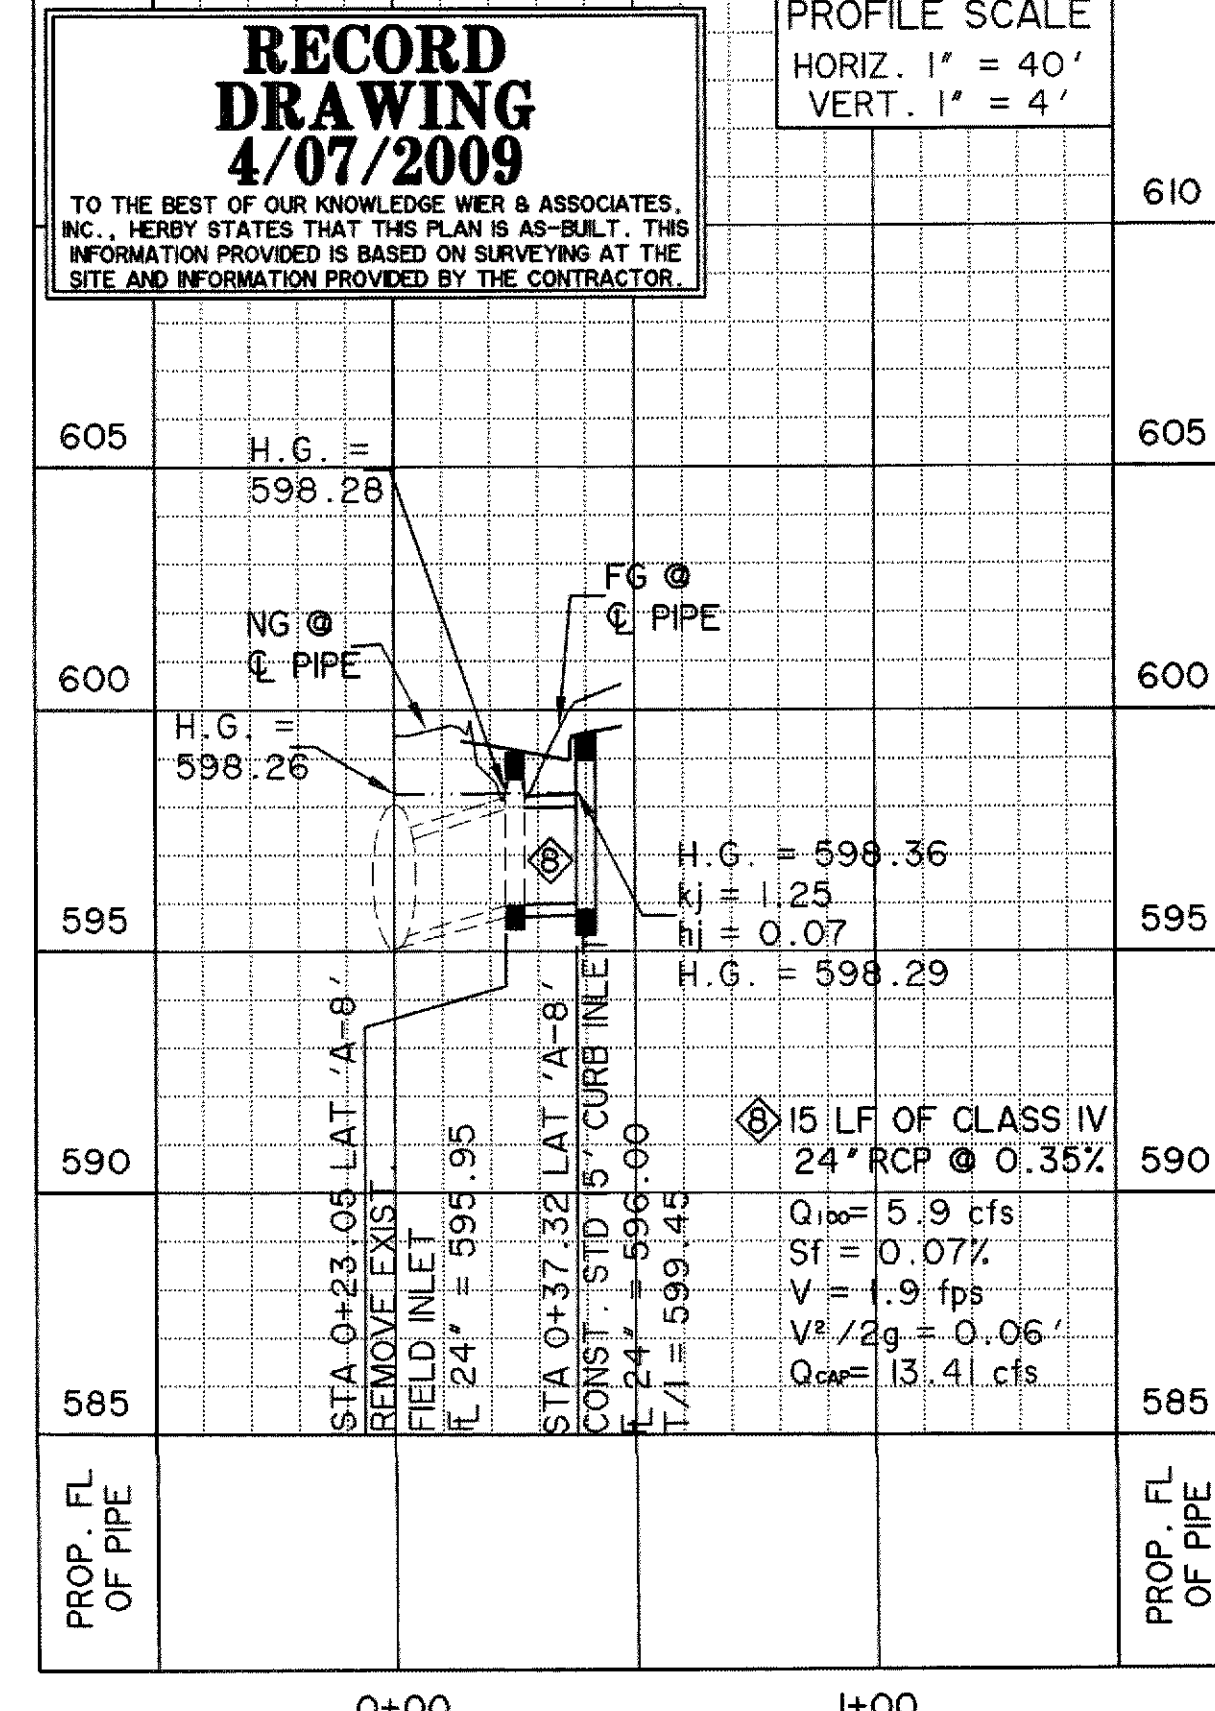 RECORD
DRAWING
4/07/2009
TO THE BEST OF OUR KNOWLEDGE WIER & ASSOCIATES,
INC., HERBY STATES THAT THIS PLAN IS AS-BUILT. THIS
INFORMATION PROVIDED IS BASED ON SURVEYING AT THE
SITE AND INFORMATION PROVIDED BY THE CONTRACTOR.
PROFILE SCALE
HORIZ. 1" = 40'
VERT. 1" = 4'
610
605
605
H.G. =
598.28
FG @
℄ PIPE
NG @
℄ PIPE
600
600
H.G. =
598.26
8
H.G. = 598.36
kj = 1.25
hj = 0.07
H.G. = 598.29
595
595
STA 0+23.05 LAT 'A-8'
REMOVE EXIST.
FIELD INLET
FL 24" = 595.95
STA 0+37.32 LAT 'A-8'
CONST. STD 5' CURB INLET
FL 24" = 596.00
T/I = 599.45
8 15 LF OF CLASS IV
24" RCP @ 0.35%
590
590
Q100= 5.9 cfs
Sf = 0.07%
V = 1.9 fps
V²/2g = 0.06'
QCAP= 13.41 cfs
585
585
PROP. FL
OF PIPE
PROP. FL
OF PIPE
0+00
1+00